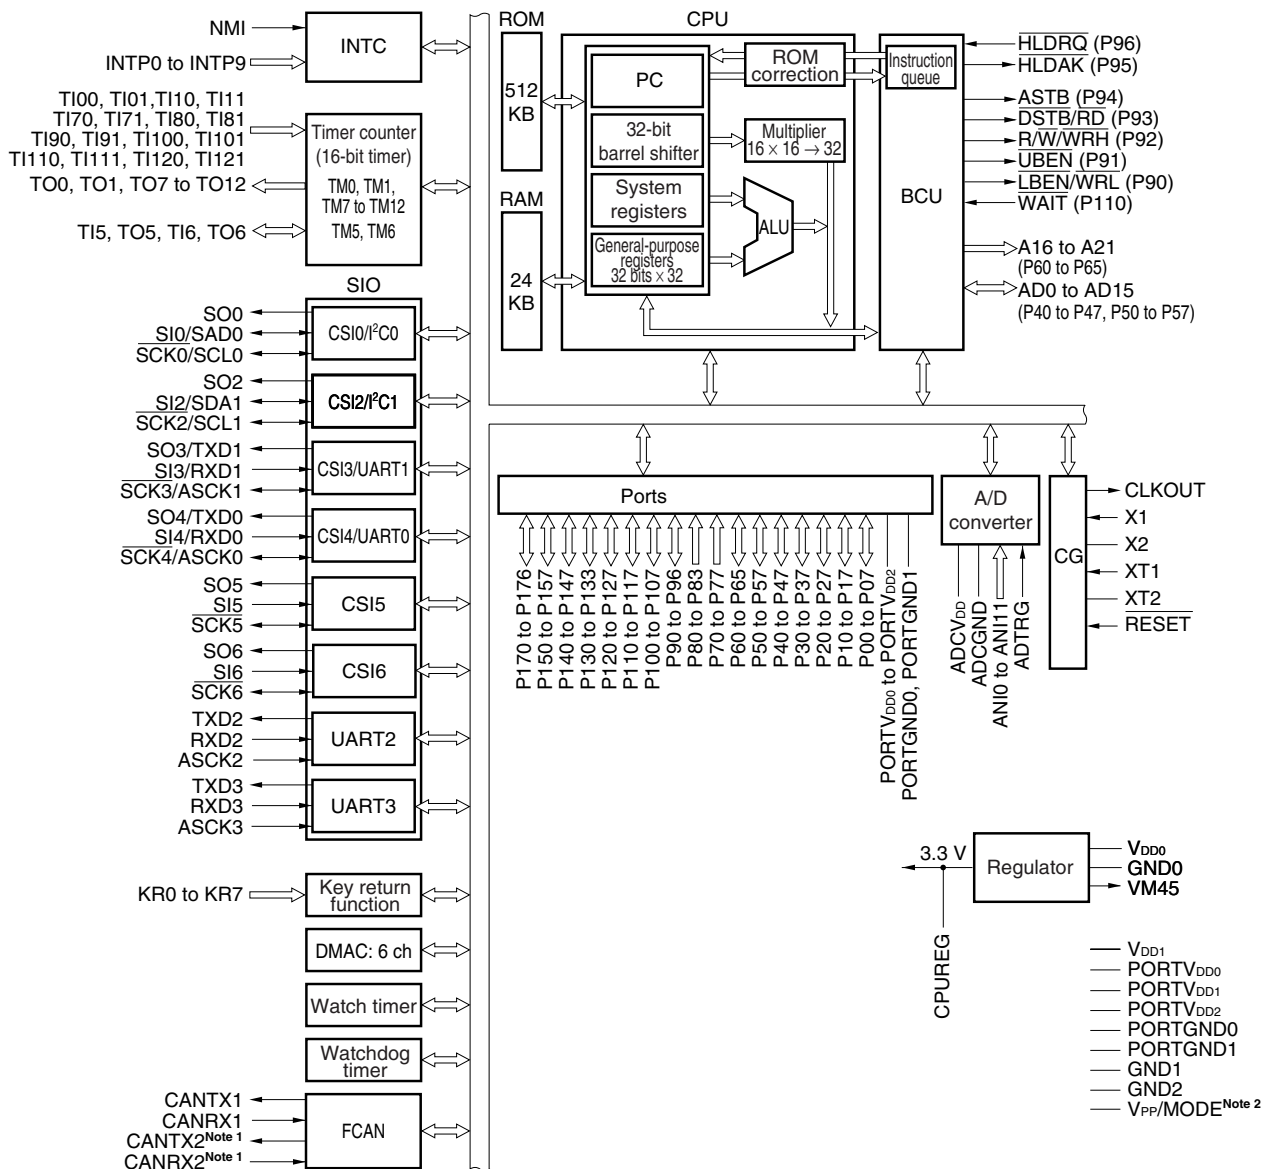 NMI
INTP0 to INTP9
INTC
TI00, TI01,TI10, TI11
TI70, TI71, TI80, TI81
TI90, TI91, TI100, TI101
TI110, TI111, TI120, TI121
TO0, TO1, TO7 to TO12
TI5, TO5, TI6, TO6
Timer counter
(16-bit timer)
TM0, TM1,
TM7 to TM12
TM5, TM6
SIO
SO0
SI0/SAD0
SCK0/SCL0
CSI0/I²C0
SO2
SI2/SDA1
SCK2/SCL1
CSI2/I²C1
SO3/TXD1
SI3/RXD1
SCK3/ASCK1
CSI3/UART1
SO4/TXD0
SI4/RXD0
SCK4/ASCK0
CSI4/UART0
SO5
SI5
SCK5
CSI5
SO6
SI6
SCK6
CSI6
TXD2
RXD2
ASCK2
UART2
TXD3
RXD3
ASCK3
UART3
KR0 to KR7
Key return
function
DMAC: 6 ch
Watch timer
Watchdog
timer
CANTX1
CANRX1
CANTX2 Note 1
CANRX2 Note 1
FCAN
ROM
512
KB
RAM
24
KB
CPU
PC
32-bit
barrel shifter
System
registers
General-purpose
registers
32 bits × 32
ROM
correction
Multiplier
16 × 16 → 32
ALU
Instruction
queue
BCU
HLDRQ (P96)
HLDAK (P95)
ASTB (P94)
DSTB/RD (P93)
R/W/WRH (P92)
UBEN (P91)
LBEN/WRL (P90)
WAIT (P110)
A16 to A21
(P60 to P65)
AD0 to AD15
(P40 to P47, P50 to P57)
Ports
P170 to P176
P150 to P157
P140 to P147
P130 to P133
P120 to P127
P110 to P117
P100 to P107
P90 to P96
P80 to P83
P70 to P77
P60 to P65
P50 to P57
P40 to P47
P30 to P37
P20 to P27
P10 to P17
P00 to P07
PORTVDD0 to PORTVDD2
PORTGND0, PORTGND1
A/D
converter
ADCVDD
ADCGND
ANI0 to ANI11
ADTRG
CG
CLKOUT
X1
X2
XT1
XT2
RESET
3.3 V
Regulator
VDD0
GND0
VM45
CPUREG
VDD1
PORTVDD0
PORTVDD1
PORTVDD2
PORTGND0
PORTGND1
GND1
GND2
VPP/MODE Note 2